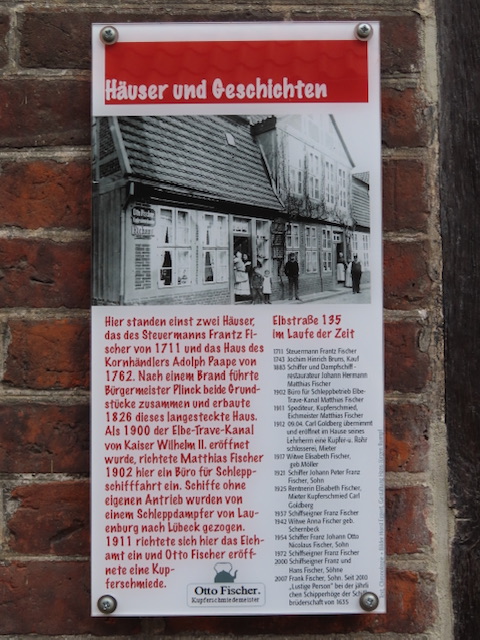 Häuser und Geschichten
Hier standen einst zwei Häuser,
das des Steuermanns Frantz Fi-
scher von 1711 und das Haus des
Kornhändlers Adolph Paape von
1762. Nach einem Brand führte
Bürgermeister Plinck beide Grund-
stücke zusammen und erbaute
1826 dieses langesteckte Haus.
Als 1900 der Elbe-Trave-Kanal
von Kaiser Wilhelm II. eröffnet
wurde, richtete Matthias Fischer
1902 hier ein Büro für Schlepp-
schifffahrt ein. Schiffe ohne
eigenen Antrieb wurden von
einem Schleppdampfer von Lau-
enburg nach Lübeck gezogen.
1911 richtete sich hier das Eich-
amt ein und Otto Fischer eröff-
nete eine Kup-
ferschmiede.
Otto Fischer.
Kupferschmiedemeister
Elbstraße 135
im Laufe der Zeit
1711 Steuermann Frantz Fischer
1743 Jochim Hinrich Bruns, Kauf
1883 Schiffer und Dampfschiff-
restaurateur Johann Hermann
Matthias Fischer
1902 Büro für Schleppbetrieb Elbe-
Trave-Kanal Matthias Fischer
1911 Spediteur, Kupferschmied,
Eichmeister Matthias Fischer
1912 09.04. Carl Goldberg übernimmt
und eröffnet im Hause seines
Lehrherrn eine Kupfer-u. Rohr
schlosserei, Mieter
1917 Witwe Elisabeth Fischer,
geb.Möller
1921 Schiffer Johann Peter Franz
Fischer, Sohn
1925 Rentnerin Elisabeth Fischer,
Mieter Kupferschmied Carl
Goldberg
1937 Schiffseigner Franz Fischer
1942 Witwe Anna Fischer geb.
Schernbeck
1954 Schiffer Franz Johann Otto
Nicolaus Fischer, Sohn
1972 Schiffseigner Franz Fischer
2000 Schiffseigner Franz und
Hans Fischer, Söhne
2007 Frank Fischer, Sohn. Seit 2010
"Lustige Person" bei der jährli
chen Schipperhöge der Schiffer
brüderschaft von 1635